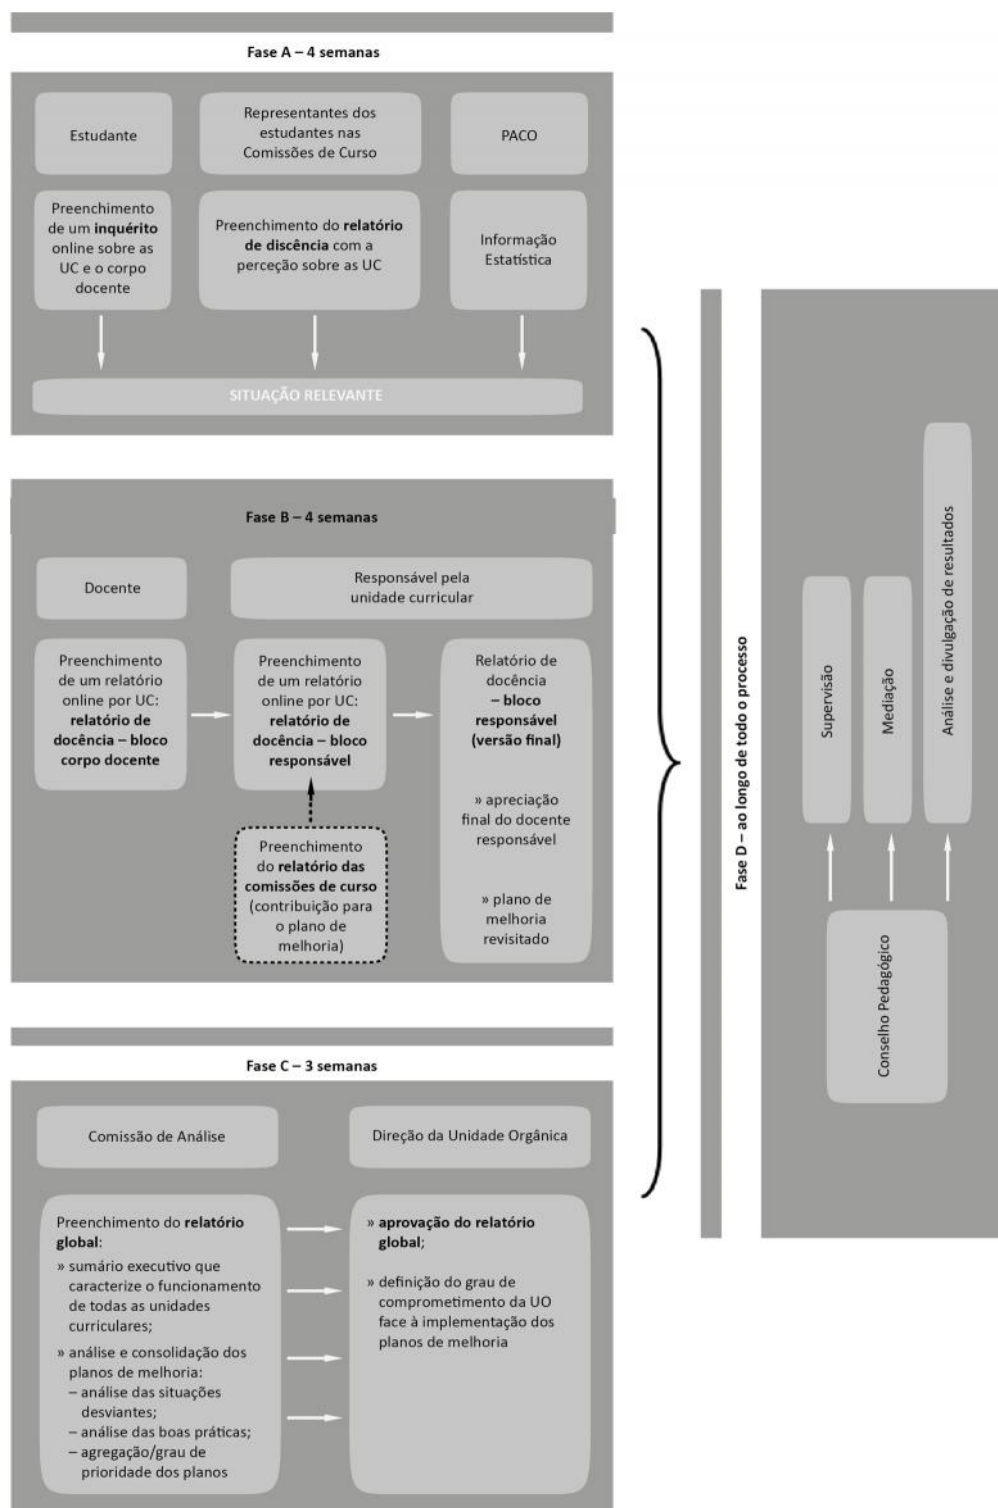 Fase A – 4 semanas
Estudante
Representantes dos
estudantes nas
Comissões de Curso
PACO
Preenchimento
de um inquérito
online sobre as
UC e o corpo
docente
Preenchimento do relatório
de discência com a
perceção sobre as UC
Informação
Estatística
SITUAÇÃO RELEVANTE
Fase B – 4 semanas
Docente
Responsável pela
unidade curricular
Preenchimento
de um relatório
online por UC:
relatório de
docência – bloco
corpo docente
Preenchimento
de um relatório
online por UC:
relatório de
docência – bloco
responsável
Relatório de
docência
– bloco
responsável
(versão final)
» apreciação
final do docente
responsável
» plano de
melhoria
revisitado
Preenchimento
do relatório das
comissões de curso
(contribuição para
o plano de
melhoria)
Fase C – 3 semanas
Comissão de Análise
Direção da Unidade Orgânica
Preenchimento do relatório
global:
» sumário executivo que
caracterize o funcionamento
de todas as unidades
curriculares;
» análise e consolidação dos
planos de melhoria:
– análise das situações
desviantes;
– análise das boas práticas;
– agregação/grau de
prioridade dos planos
» aprovação do relatório
global;
» definição do grau de
comprometimento da UO
face à implementação dos
planos de melhoria
Fase D – ao longo de todo o processo
Conselho Pedagógico
Supervisão
Mediação
Análise e divulgação de resultados